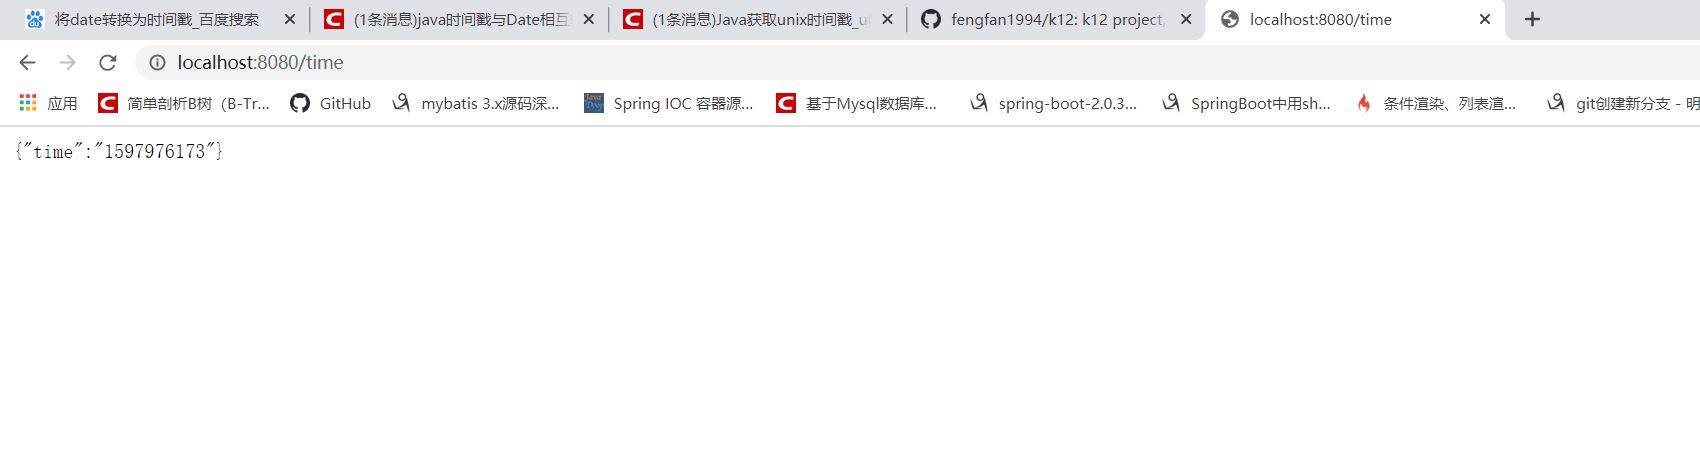 将date转换为时间戳_百度搜索
(1条消息)java时间戳与Date相互
(1条消息)Java获取unix时间戳_u
fengfan1994/k12: k12 project,
localhost:8080/time
localhost:8080/time
应用
简单剖析B树（B-Tr...
GitHub
mybatis 3.x源码深...
Spring IOC 容器源...
基于Mysql数据库...
spring-boot-2.0.3...
SpringBoot中用sh...
条件渲染、列表渲...
git创建新分支 - 明
{"time":"1597976173"}